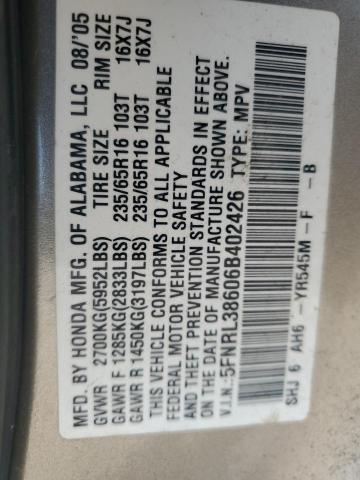 MFD. BY HONDA MFG. OF ALABAMA, LLC 08/'05
GVWR 2700KG(5952LBS) TIRE SIZE RIM SIZE
GAWR F 1285KG(2833LBS) 235/65R16 103T 16X7J
GAWR R 1450KG(3197LBS) 235/65R16 103T 16X7J
THIS VEHICLE CONFORMS TO ALL APPLICABLE
FEDERAL MOTOR VEHICLE SAFETY
AND THEFT PREVENTION STANDARDS IN EFFECT
ON THE DATE OF MANUFACTURE SHOWN ABOVE.
V.I.N.:5FNRL38606B402426 TYPE: MPV
SHJ 6 AH6 -YR545M-F -B